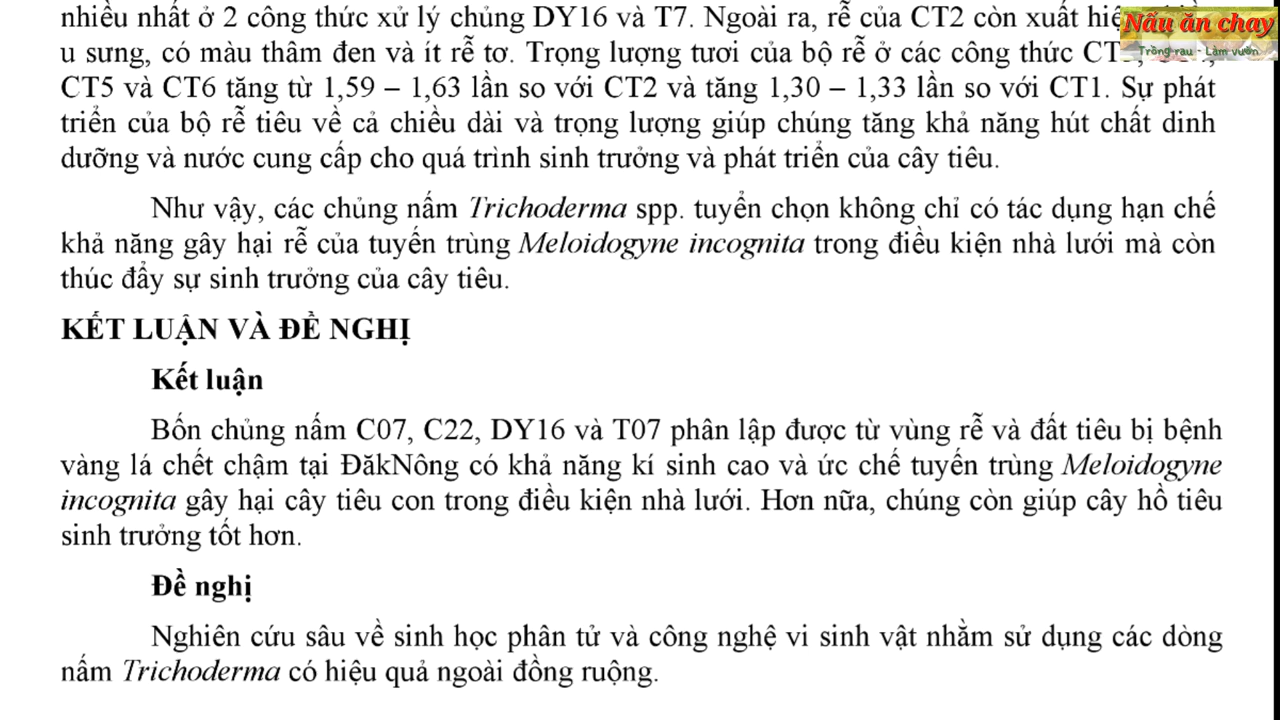 nhiều nhất ở 2 công thức xử lý chủng DY16 và T7. Ngoài ra, rễ của CT2 còn xuất
u sưng, có màu thâm đen và ít rễ tơ. Trọng lượng tươi của bộ rễ ở các công thức
CT5 và CT6 tăng từ 1,59 – 1,63 lần so với CT2 và tăng 1,30 – 1,33 lần so với CT1. Sự phát
triển của bộ rễ tiêu về cả chiều dài và trọng lượng giúp chúng tăng khả năng hút chất dinh
dưỡng và nước cung cấp cho quá trình sinh trưởng và phát triển của cây tiêu.
Như vậy, các chủng nấm Trichoderma spp. tuyển chọn không chỉ có tác dụng hạn chế
khả năng gây hại rễ của tuyến trùng Meloidogyne incognita trong điều kiện nhà lưới mà còn
thúc đẩy sự sinh trưởng của cây tiêu.
KẾT LUẬN VÀ ĐỀ NGHỊ
Kết luận
Bốn chủng nấm C07, C22, DY16 và T07 phân lập được từ vùng rễ và đất tiêu bị bệnh
vàng lá chết chậm tại ĐăkNông có khả năng kí sinh cao và ức chế tuyến trùng Meloidogyne
incognita gây hại cây tiêu con trong điều kiện nhà lưới. Hơn nữa, chúng còn giúp cây hồ tiêu
sinh trưởng tốt hơn.
Đề nghị
Nghiên cứu sâu về sinh học phân tử và công nghệ vi sinh vật nhằm sử dụng các dòng
nấm Trichoderma có hiệu quả ngoài đồng ruộng.
Nấu ăn chay
Trồng rau - Làm vườn